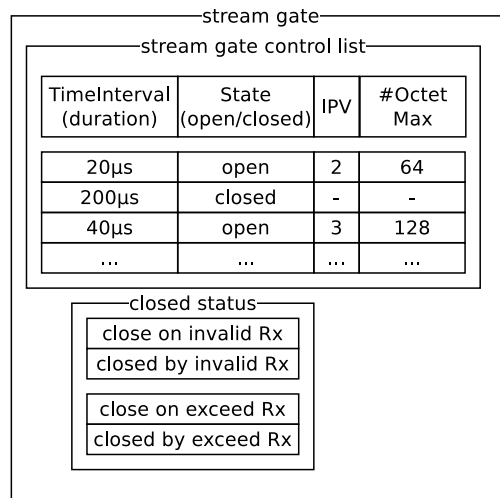 stream gate
stream gate control list
TimeInterval (duration) State (open/closed) IPV #Octet Max
20µs open 2 64
200µs closed - -
40µs open 3 128
... ... ... ...
closed status
close on invalid Rx
closed by invalid Rx
close on exceed Rx
closed by exceed Rx